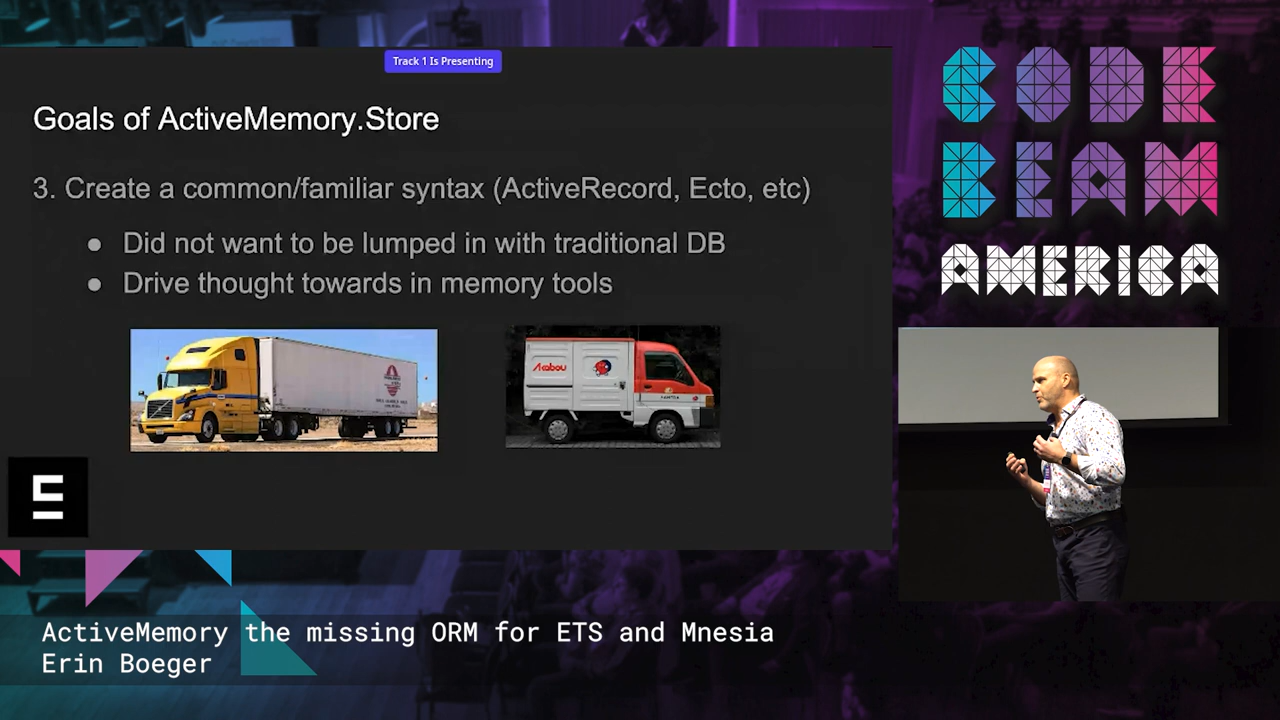 Track 1 Is Presenting
Goals of ActiveMemory.Store
3. Create a common/familiar syntax (ActiveRecord, Ecto, etc)
● Did not want to be lumped in with traditional DB
● Drive thought towards in memory tools
Akabou
CODE
BEAM
AMERICA
ActiveMemory the missing ORM for ETS and Mnesia
Erin Boeger